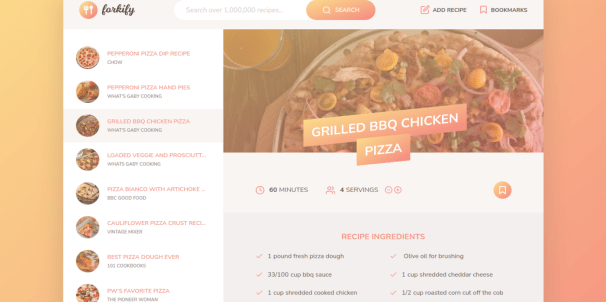 forkify
Search over 1,000,000 recipes...
SEARCH
ADD RECIPE
BOOKMARKS
PEPPERONI PIZZA DIP RECIPE
CHOW
PEPPERONI PIZZA HAND PIES
WHAT'S GABY COOKING
GRILLED BBQ CHICKEN PIZZA
WHAT'S GABY COOKING
LOADED VEGGIE AND PROSCIUTT...
WHATS GABY COOKING
PIZZA BIANCO WITH ARTICHOKE ...
BBC GOOD FOOD
CAULIFLOWER PIZZA CRUST RECI...
VINTAGE MIXER
BEST PIZZA DOUGH EVER
101 COOKBOOKS
PW'S FAVORITE PIZZA
THE PIONEER WOMAN
GRILLED BBQ CHICKEN
PIZZA
60 MINUTES
4 SERVINGS
RECIPE INGREDIENTS
1 pound fresh pizza dough
Olive oil for brushing
33/100 cup bbq sauce
1 cup shredded cheddar cheese
1 cup shredded cooked chicken
1/2 cup roasted corn cut off the cob